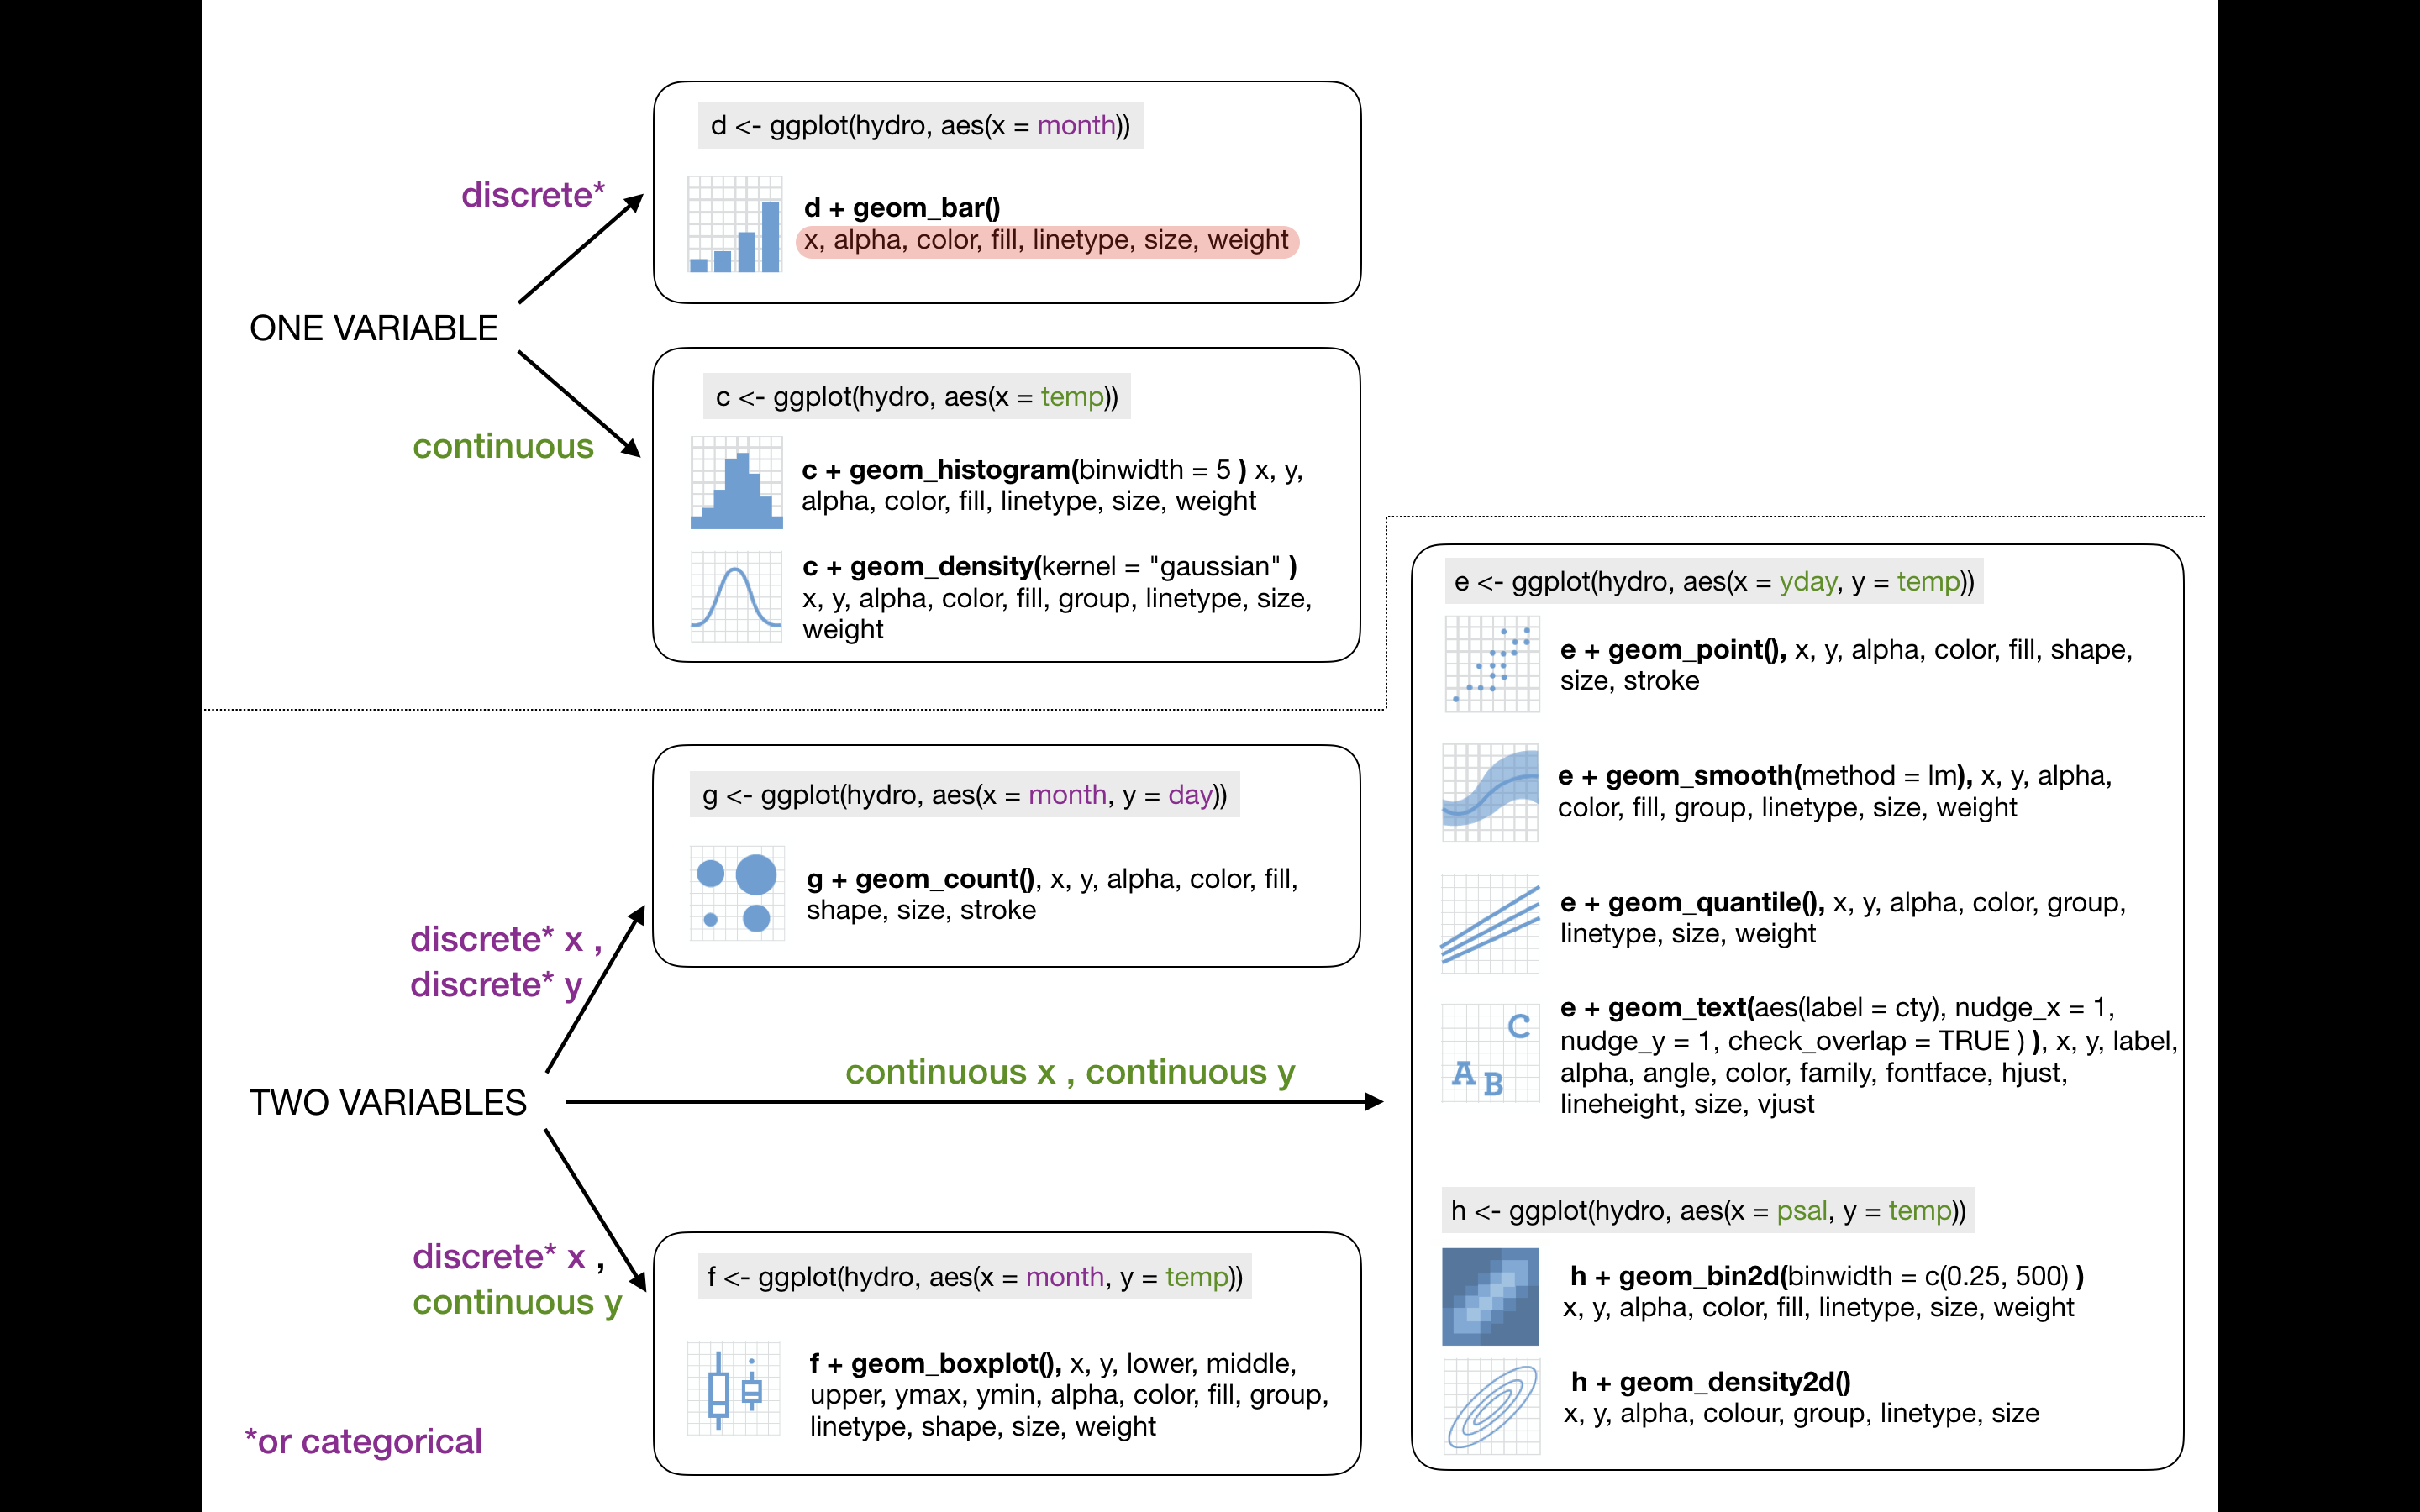 d <- ggplot(hydro, aes(x = month))
discrete*
d + geom_bar()
x, alpha, color, fill, linetype, size, weight
ONE VARIABLE
c <- ggplot(hydro, aes(x = temp))
continuous
c + geom_histogram(binwidth = 5 ) x, y,
alpha, color, fill, linetype, size, weight
c + geom_density(kernel = "gaussian" )
x, y, alpha, color, fill, group, linetype, size,
weight
g <- ggplot(hydro, aes(x = month, y = day))
g + geom_count(), x, y, alpha, color, fill,
shape, size, stroke
discrete* x ,
discrete* y
TWO VARIABLES
continuous x , continuous y
discrete* x ,
continuous y
f <- ggplot(hydro, aes(x = month, y = temp))
f + geom_boxplot(), x, y, lower, middle,
upper, ymax, ymin, alpha, color, fill, group,
linetype, shape, size, weight
*or categorical
e <- ggplot(hydro, aes(x = yday, y = temp))
e + geom_point(), x, y, alpha, color, fill, shape,
size, stroke
e + geom_smooth(method = lm), x, y, alpha,
color, fill, group, linetype, size, weight
e + geom_quantile(), x, y, alpha, color, group,
linetype, size, weight
C
A B
e + geom_text(aes(label = cty), nudge_x = 1,
nudge_y = 1, check_overlap = TRUE ) ), x, y, label,
alpha, angle, color, family, fontface, hjust,
lineheight, size, vjust
h <- ggplot(hydro, aes(x = psal, y = temp))
h + geom_bin2d(binwidth = c(0.25, 500) )
x, y, alpha, color, fill, linetype, size, weight
h + geom_density2d()
x, y, alpha, colour, group, linetype, size